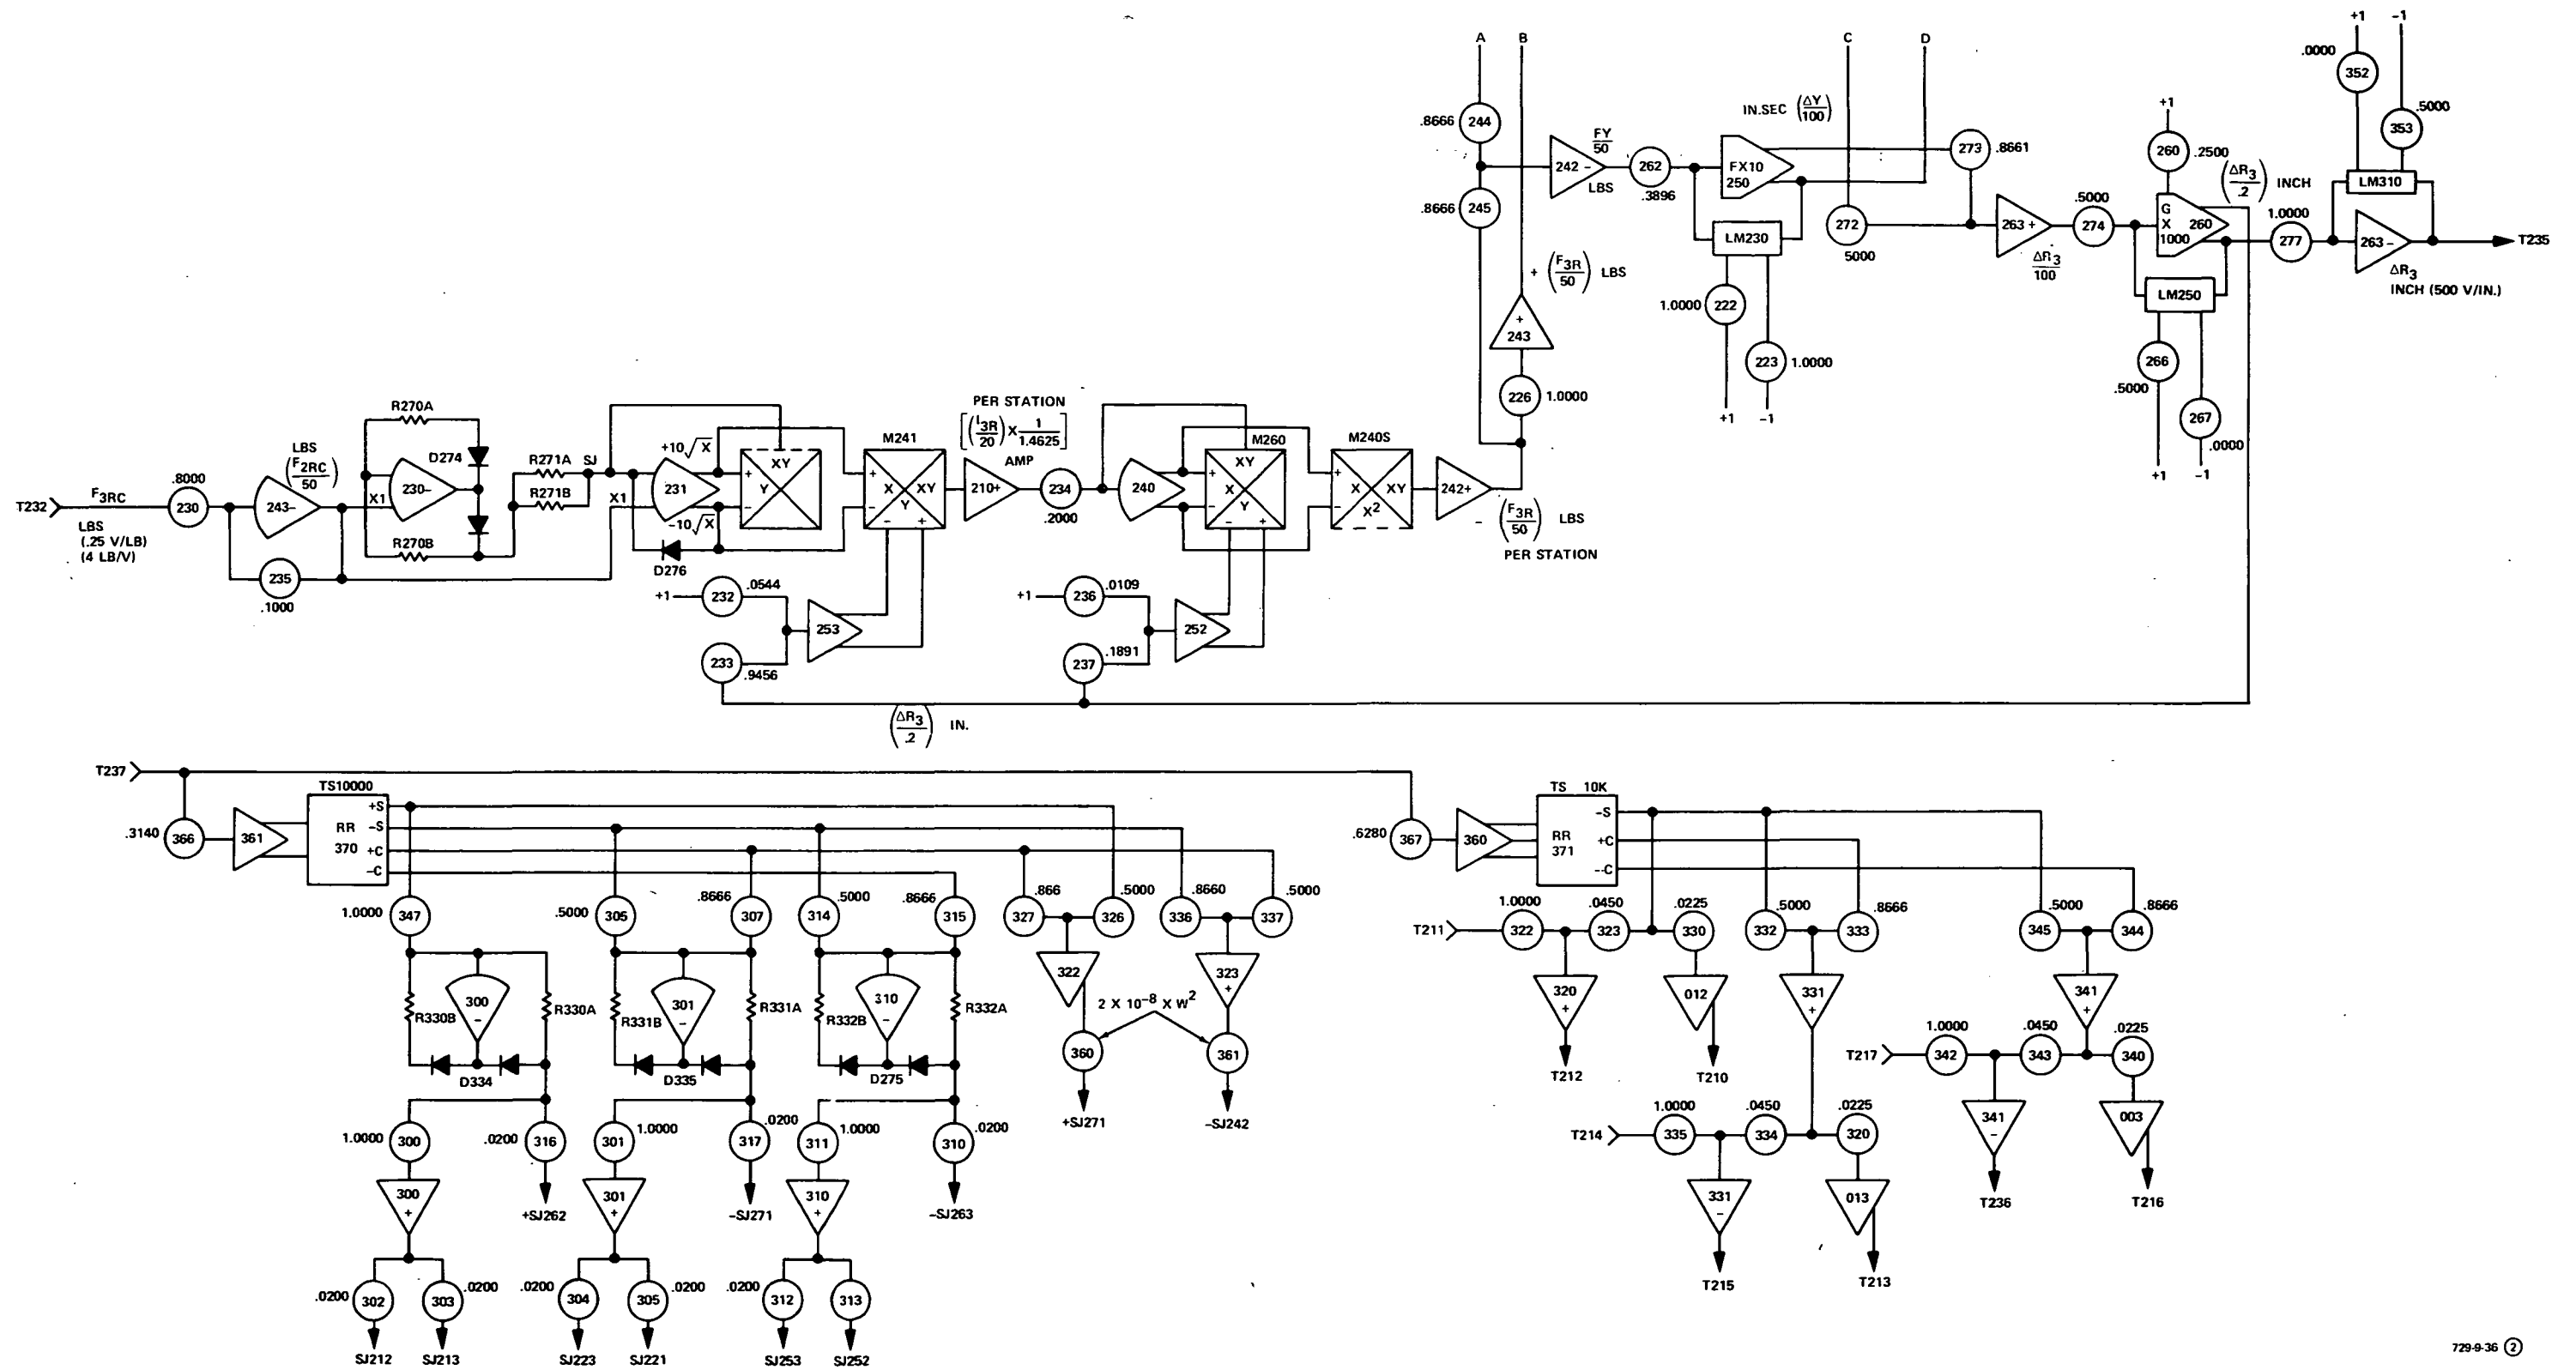 A
B
C
D
+1
-1
.0000
352
.5000
353
LM310
.8666
244
.8666
245
242 -
FY
50
LBS
262
.3896
IN.SEC (ΔY/100)
FX10
250
LM230
1.0000
222
223
1.0000
+1
-1
273
.8661
272
5000
263 +
ΔR3
100
.5000
274
+1
260
.2500
G
X
1000
260
(ΔR3/.2) INCH
LM250
266
.5000
267
.0000
+1
-1
1.0000
277
263 -
T235
ΔR3
INCH (500 V/IN.)
+ (F3R/50) LBS
+
243
226
1.0000
T232
F3RC
LBS
(.25 V/LB)
(4 LB/V)
.8000
230
LBS
(F2RC/50)
243-
235
.1000
X1
R270A
230-
D274
R270B
R271A
SJ
R271B
X1
+10√X
231
-10√X
D276
+
-
XY
Y
M241
+
-
X
XY
Y
-
+
PER STATION
[(I3R/20) X 1/1.4625]
AMP
210+
234
.2000
240
M260
+
-
XY
X
Y
-
+
M240S
+
-
X
XY
X²
242+
- (F3R/50) LBS
PER STATION
+1
232
.0544
233
.9456
253
+1
236
.0109
237
.1891
252
(ΔR3/.2) IN.
T237
.3140
366
361
TS10000
RR
370
+S
-S
+C
-C
1.0000
347
.5000
305
.8666
307
.5000
314
.8666
315
.866
327
.5000
326
.8660
336
.5000
337
R330B
300
-
R330A
D334
R331B
301
-
R331A
D335
R332B
310
-
R332A
D275
322
323
+
2 X 10⁻⁸ X W²
360
361
+SJ271
-SJ242
1.0000
300
.0200
316
1.0000
301
.0200
317
1.0000
311
.0200
310
300
+
+SJ262
301
+
-SJ271
310
+
-SJ263
.0200
302
303
.0200
.0200
304
305
.0200
.0200
312
313
SJ212
SJ213
SJ223
SJ221
SJ253
SJ252
.6280
367
360
TS 10K
RR
371
-S
+C
--C
T211
1.0000
322
.0450
323
.0225
330
.5000
332
.8666
333
.5000
345
.8666
344
320
+
012
331
+
341
+
T212
T210
T217
1.0000
342
.0450
343
.0225
340
T214
1.0000
335
.0450
334
.0225
320
341
-
003
T236
T216
331
-
013
T215
T213
729-9-36 2